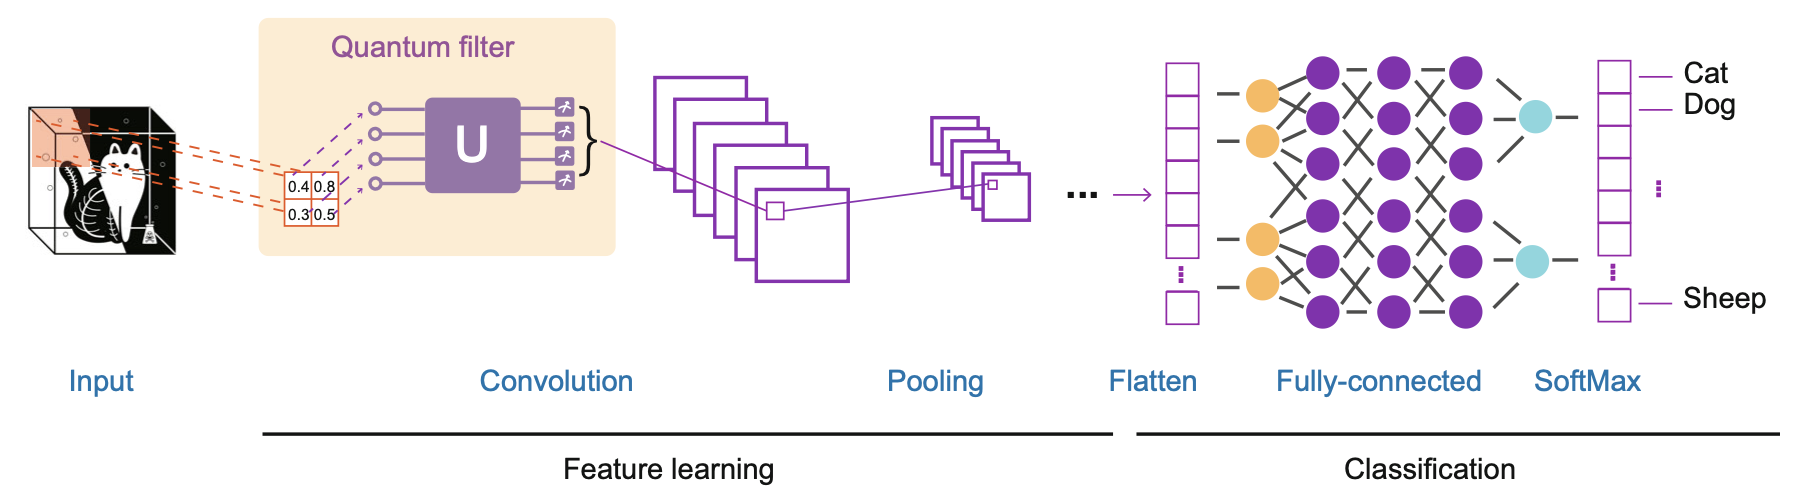 Quantum filter
U
0.4 0.8
0.3 0.5
...
Cat
Dog
Sheep
Input
Convolution
Pooling
Flatten
Fully-connected
SoftMax
Feature learning
Classification